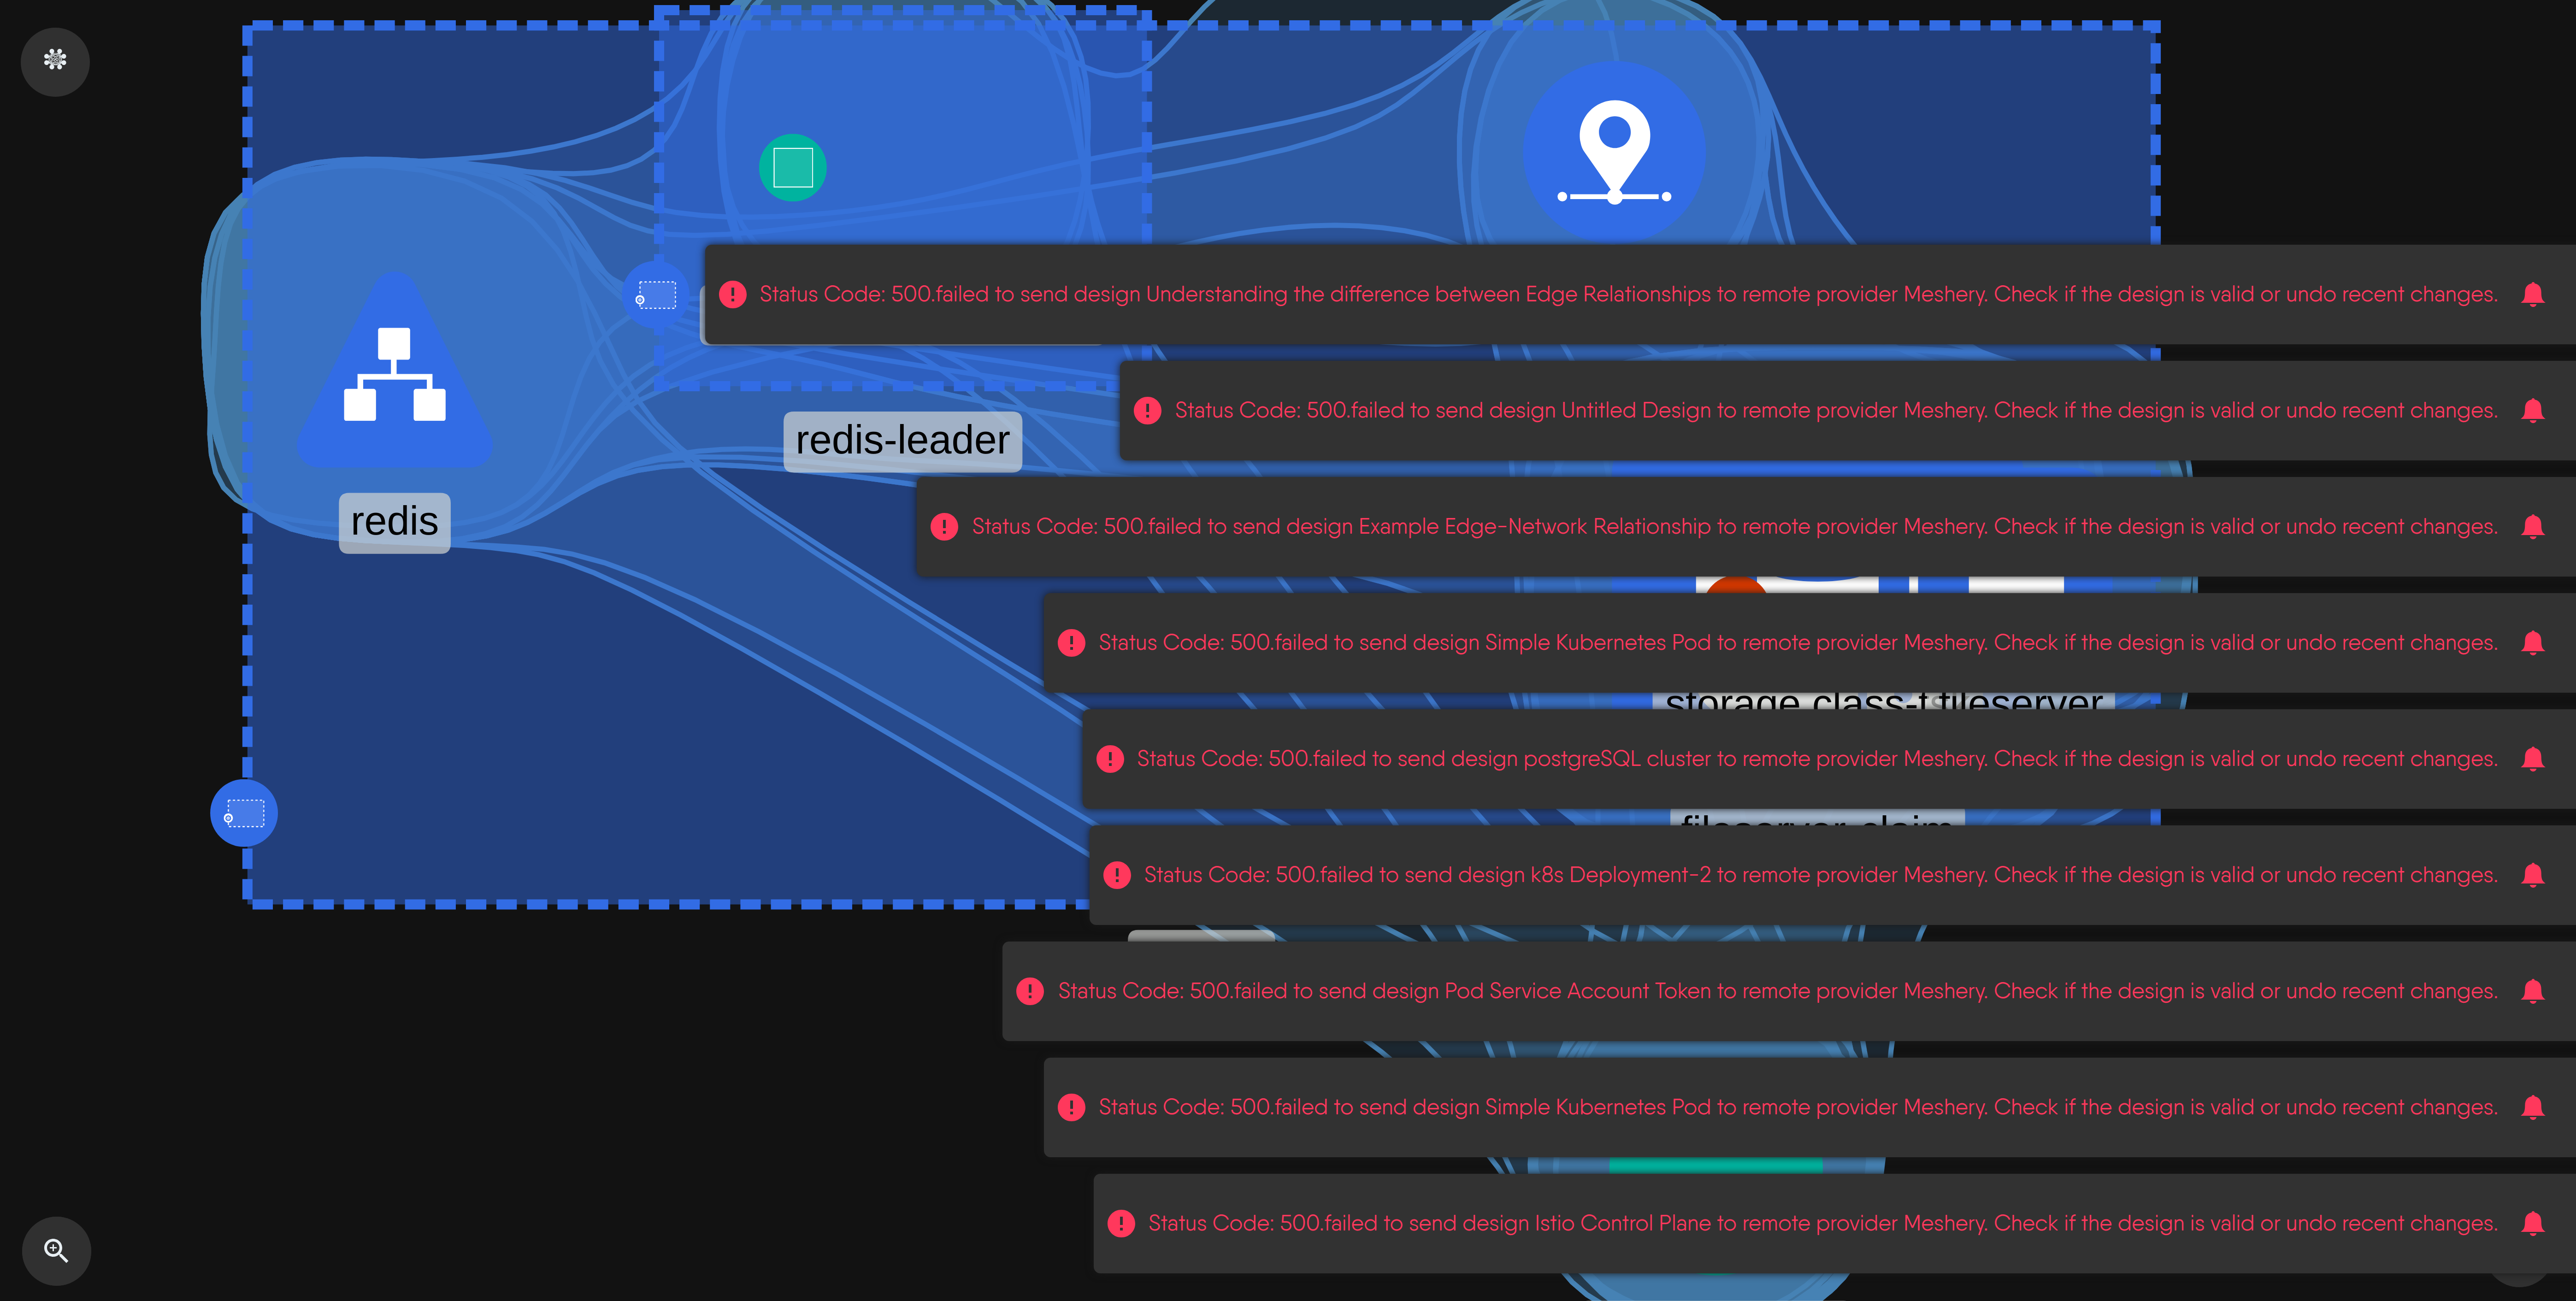 Status Code: 500.failed to send design Understanding the difference between Edge Relationships to remote provider Meshery. Check if the design is valid or undo recent changes.
Status Code: 500.failed to send design Untitled Design to remote provider Meshery. Check if the design is valid or undo recent changes.
redis-leader
redis
Status Code: 500.failed to send design Example Edge-Network Relationship to remote provider Meshery. Check if the design is valid or undo recent changes.
Status Code: 500.failed to send design Simple Kubernetes Pod to remote provider Meshery. Check if the design is valid or undo recent changes.
storage class-f fileserver
Status Code: 500.failed to send design postgreSQL cluster to remote provider Meshery. Check if the design is valid or undo recent changes.
fileserver-claim
Status Code: 500.failed to send design k8s Deployment-2 to remote provider Meshery. Check if the design is valid or undo recent changes.
Status Code: 500.failed to send design Pod Service Account Token to remote provider Meshery. Check if the design is valid or undo recent changes.
Status Code: 500.failed to send design Simple Kubernetes Pod to remote provider Meshery. Check if the design is valid or undo recent changes.
Status Code: 500.failed to send design Istio Control Plane to remote provider Meshery. Check if the design is valid or undo recent changes.